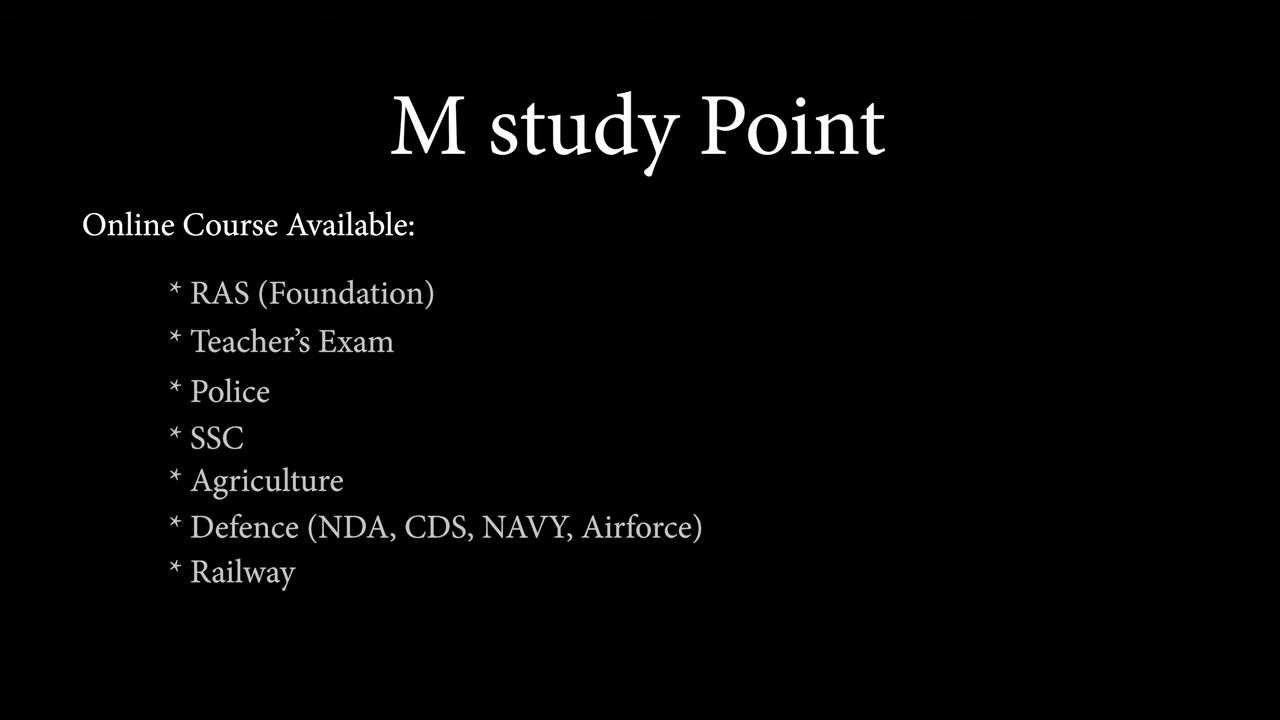 M study Point
Online Course Available:
* RAS (Foundation)
* Teacher’s Exam
* Police
* SSC
* Agriculture
* Defence (NDA, CDS, NAVY, Airforce)
* Railway